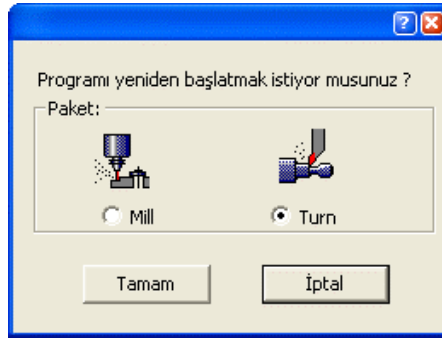 Programı yeniden başlatmak istiyor musunuz ?
Paket:
Mill
Turn
Tamam
İptal